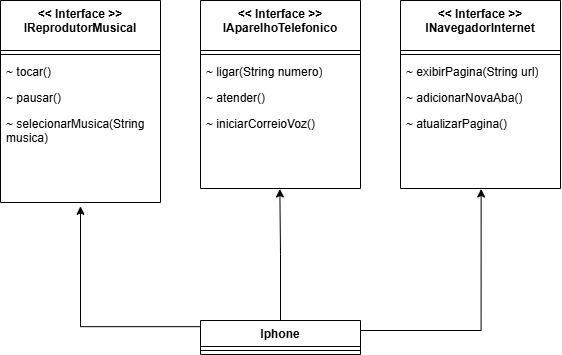 << Interface >>
IReprodutorMusical
~ tocar()
~ pausar()
~ selecionarMusica(String
musica)
<< Interface >>
IAparelhoTelefonico
~ ligar(String numero)
~ atender()
~ iniciarCorreioVoz()
<< Interface >>
INavegadorInternet
~ exibirPagina(String url)
~ adicionarNovaAba()
~ atualizarPagina()
Iphone